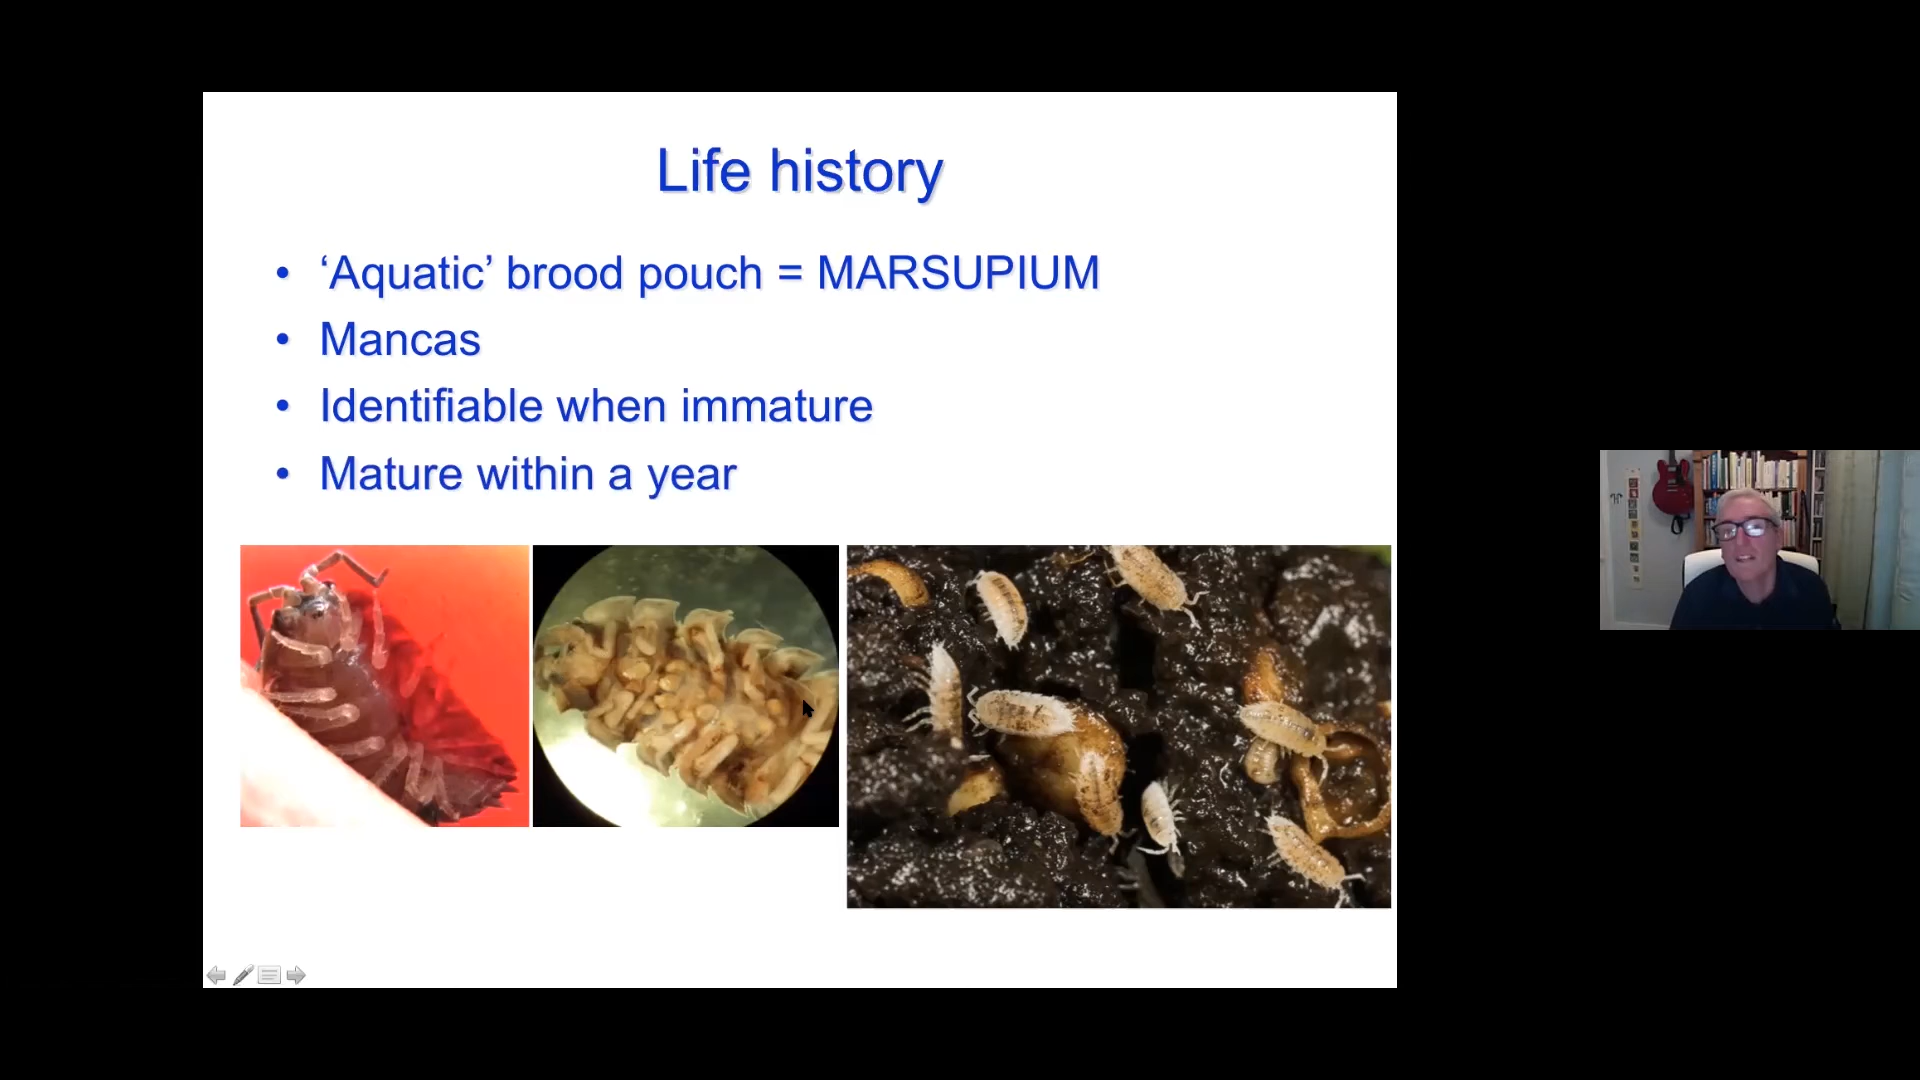 Life history
• ‘Aquatic’ brood pouch = MARSUPIUM
• Mancas
• Identifiable when immature
• Mature within a year